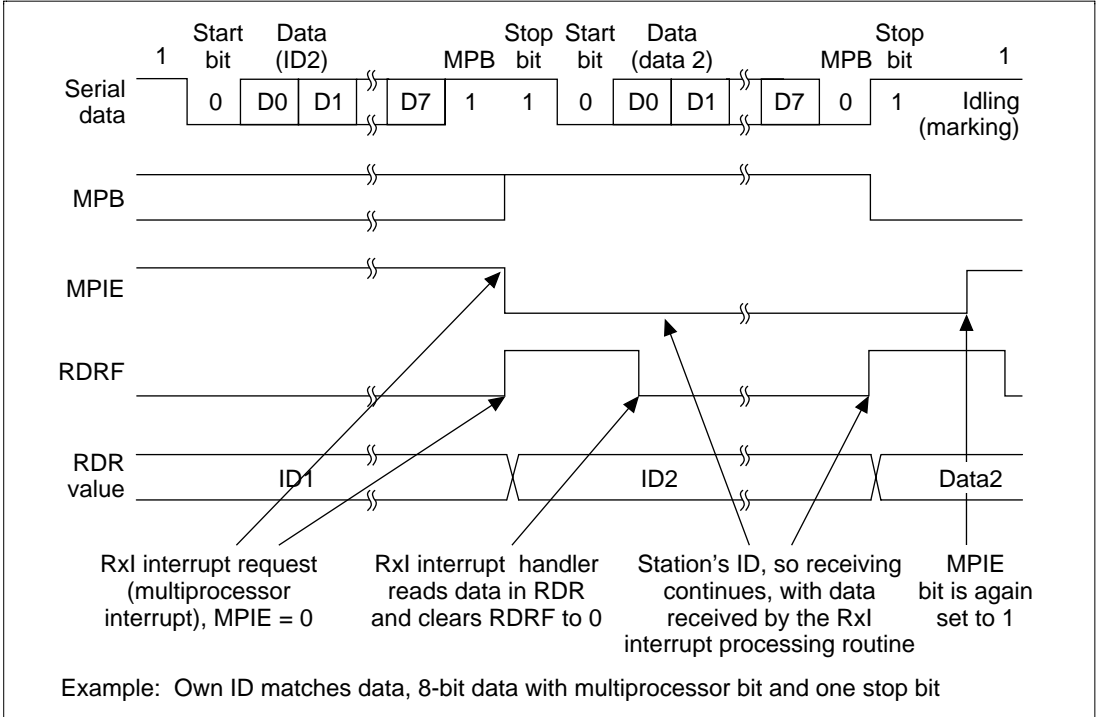 1 Start bit Data (ID2) MPB Stop bit Start bit Data (data 2) MPB Stop bit 1
Serial data 0 D0 D1 D7 1 1 0 D0 D1 D7 0 1 Idling (marking)
MPB
MPIE
RDRF
RDR value ID1 ID2 Data2
RxI interrupt request
(multiprocessor
interrupt), MPIE = 0
RxI interrupt handler
reads data in RDR
and clears RDRF to 0
Station's ID, so receiving
continues, with data
received by the RxI
interrupt processing routine
MPIE
bit is again
set to 1
Example: Own ID matches data, 8-bit data with multiprocessor bit and one stop bit